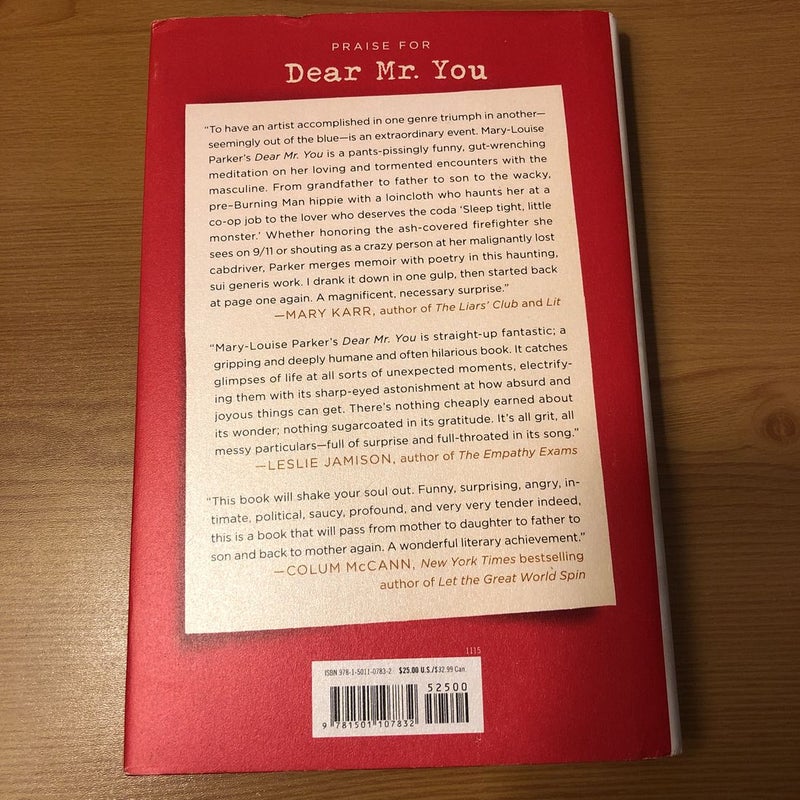 PRAISE FOR
Dear Mr. You
“To have an artist accomplished in one genre triumph in another—
seemingly out of the blue—is an extraordinary event. Mary-Louise
Parker’s Dear Mr. You is a pants-pissingly funny, gut-wrenching
meditation on her loving and tormented encounters with the
masculine. From grandfather to father to son to the wacky,
pre–Burning Man hippie with a loincloth who haunts her at a
co-op job to the lover who deserves the coda ‘Sleep tight, little
monster.’ Whether honoring the ash-covered firefighter she
sees on 9/11 or shouting as a crazy person at her malignantly lost
cabdriver, Parker merges memoir with poetry in this haunting,
sui generis work. I drank it down in one gulp, then started back
at page one again. A magnificent, necessary surprise.”
—MARY KARR, author of The Liars’ Club and Lit
“Mary-Louise Parker’s Dear Mr. You is straight-up fantastic; a
gripping and deeply humane and often hilarious book. It catches
glimpses of life at all sorts of unexpected moments, electrify-
ing them with its sharp-eyed astonishment at how absurd and
joyous things can get. There’s nothing cheaply earned about
its wonder; nothing sugarcoated in its gratitude. It’s all grit, all
messy particulars—full of surprise and full-throated in its song.”
—LESLIE JAMISON, author of The Empathy Exams
“This book will shake your soul out. Funny, surprising, angry, in-
timate, political, saucy, profound, and very very tender indeed,
this is a book that will pass from mother to daughter to father to
son and back to mother again. A wonderful literary achievement.”
—COLUM McCANN, New York Times bestselling
author of Let the Great World Spin
1115
ISBN 978-1-5011-0783-2 $25.00 U.S./$32.99 Can.
52500
9 781501 107832